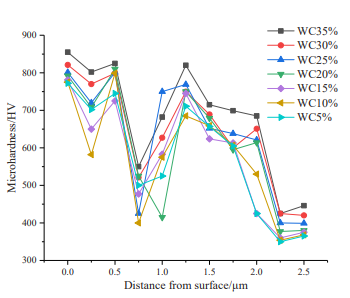 900
800
700
600
500
400
300
Microhardness/HV
WC35%
WC30%
WC25%
WC20%
WC15%
WC10%
WC5%
0.0 0.5 1.0 1.5 2.0 2.5
Distance from surface/μm